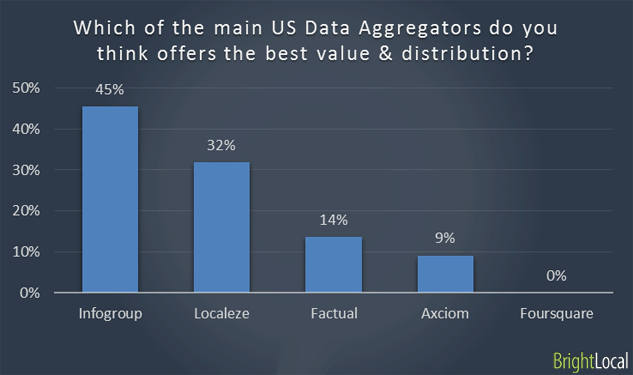 Which of the main US Data Aggregators do you
think offers the best value & distribution?
50%
40%
30%
20%
10%
0%
45%
32%
14%
9%
0%
Infogroup
Localeze
Factual
Axciom
Foursquare
BrightLocal